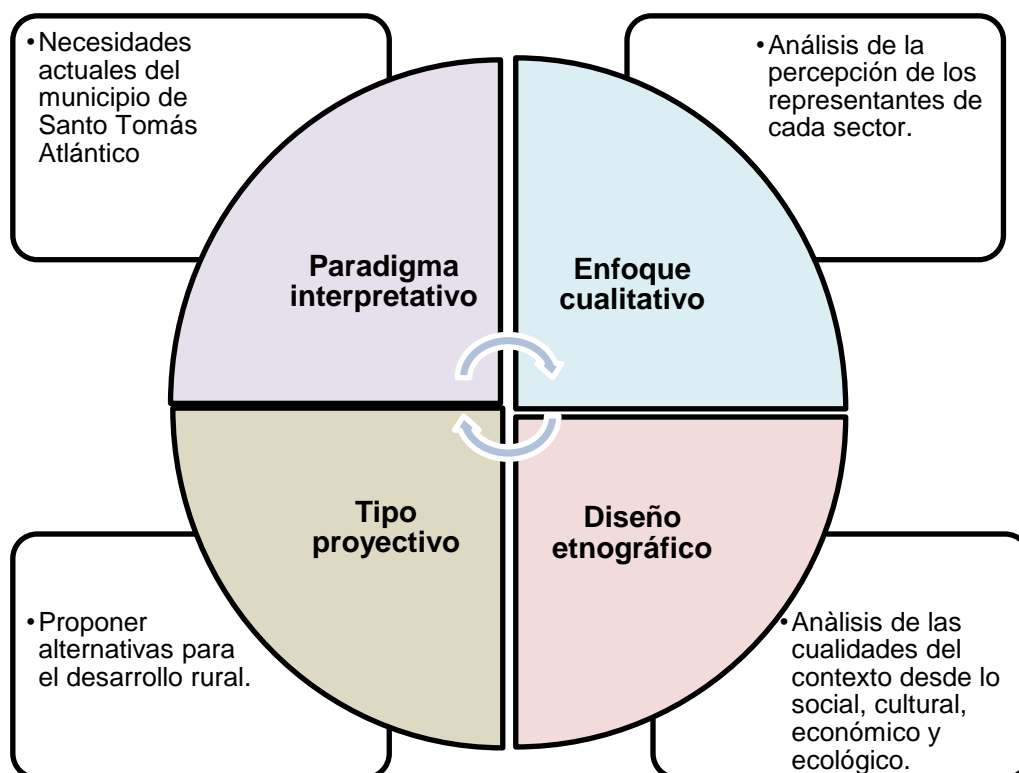 •Necesidades
actuales del
municipio de
Santo Tomás
Atlántico
•Análisis de la
percepción de los
representantes de
cada sector.
Paradigma
interpretativo
Enfoque
cualitativo
Tipo
proyectivo
Diseño
etnográfico
•Proponer
alternativas para
el desarrollo rural.
•Anàlisis de las
cualidades del
contexto desde lo
social, cultural,
económico y
ecológico.